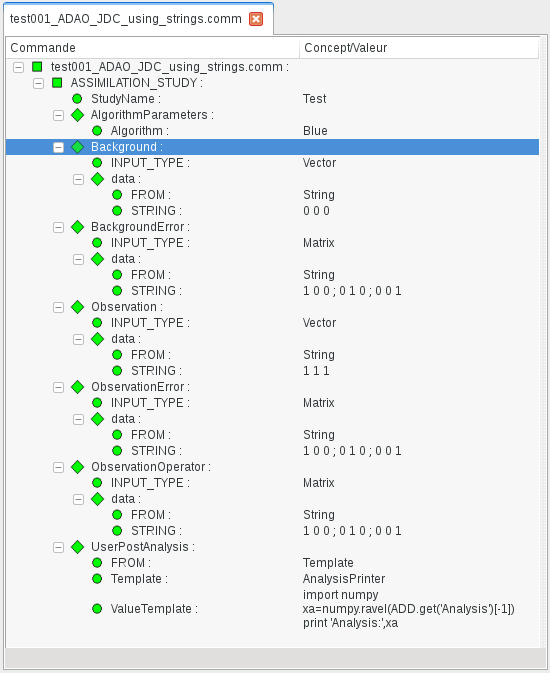 test001_ADAO_JDC_using_strings.comm
Commande Concept/Valeur
test001_ADAO_JDC_using_strings.comm :
ASSIMILATION_STUDY :
StudyName : Test
AlgorithmParameters :
Algorithm : Blue
Background :
INPUT_TYPE : Vector
data :
FROM : String
STRING : 0 0 0
BackgroundError :
INPUT_TYPE : Matrix
data :
FROM : String
STRING : 1 0 0 ; 0 1 0 ; 0 0 1
Observation :
INPUT_TYPE : Vector
data :
FROM : String
STRING : 1 1 1
ObservationError :
INPUT_TYPE : Matrix
data :
FROM : String
STRING : 1 0 0 ; 0 1 0 ; 0 0 1
ObservationOperator :
INPUT_TYPE : Matrix
data :
FROM : String
STRING : 1 0 0 ; 0 1 0 ; 0 0 1
UserPostAnalysis :
FROM : Template
Template : AnalysisPrinter
import numpy
ValueTemplate : xa=numpy.ravel(ADD.get('Analysis')[-1])
print 'Analysis:',xa